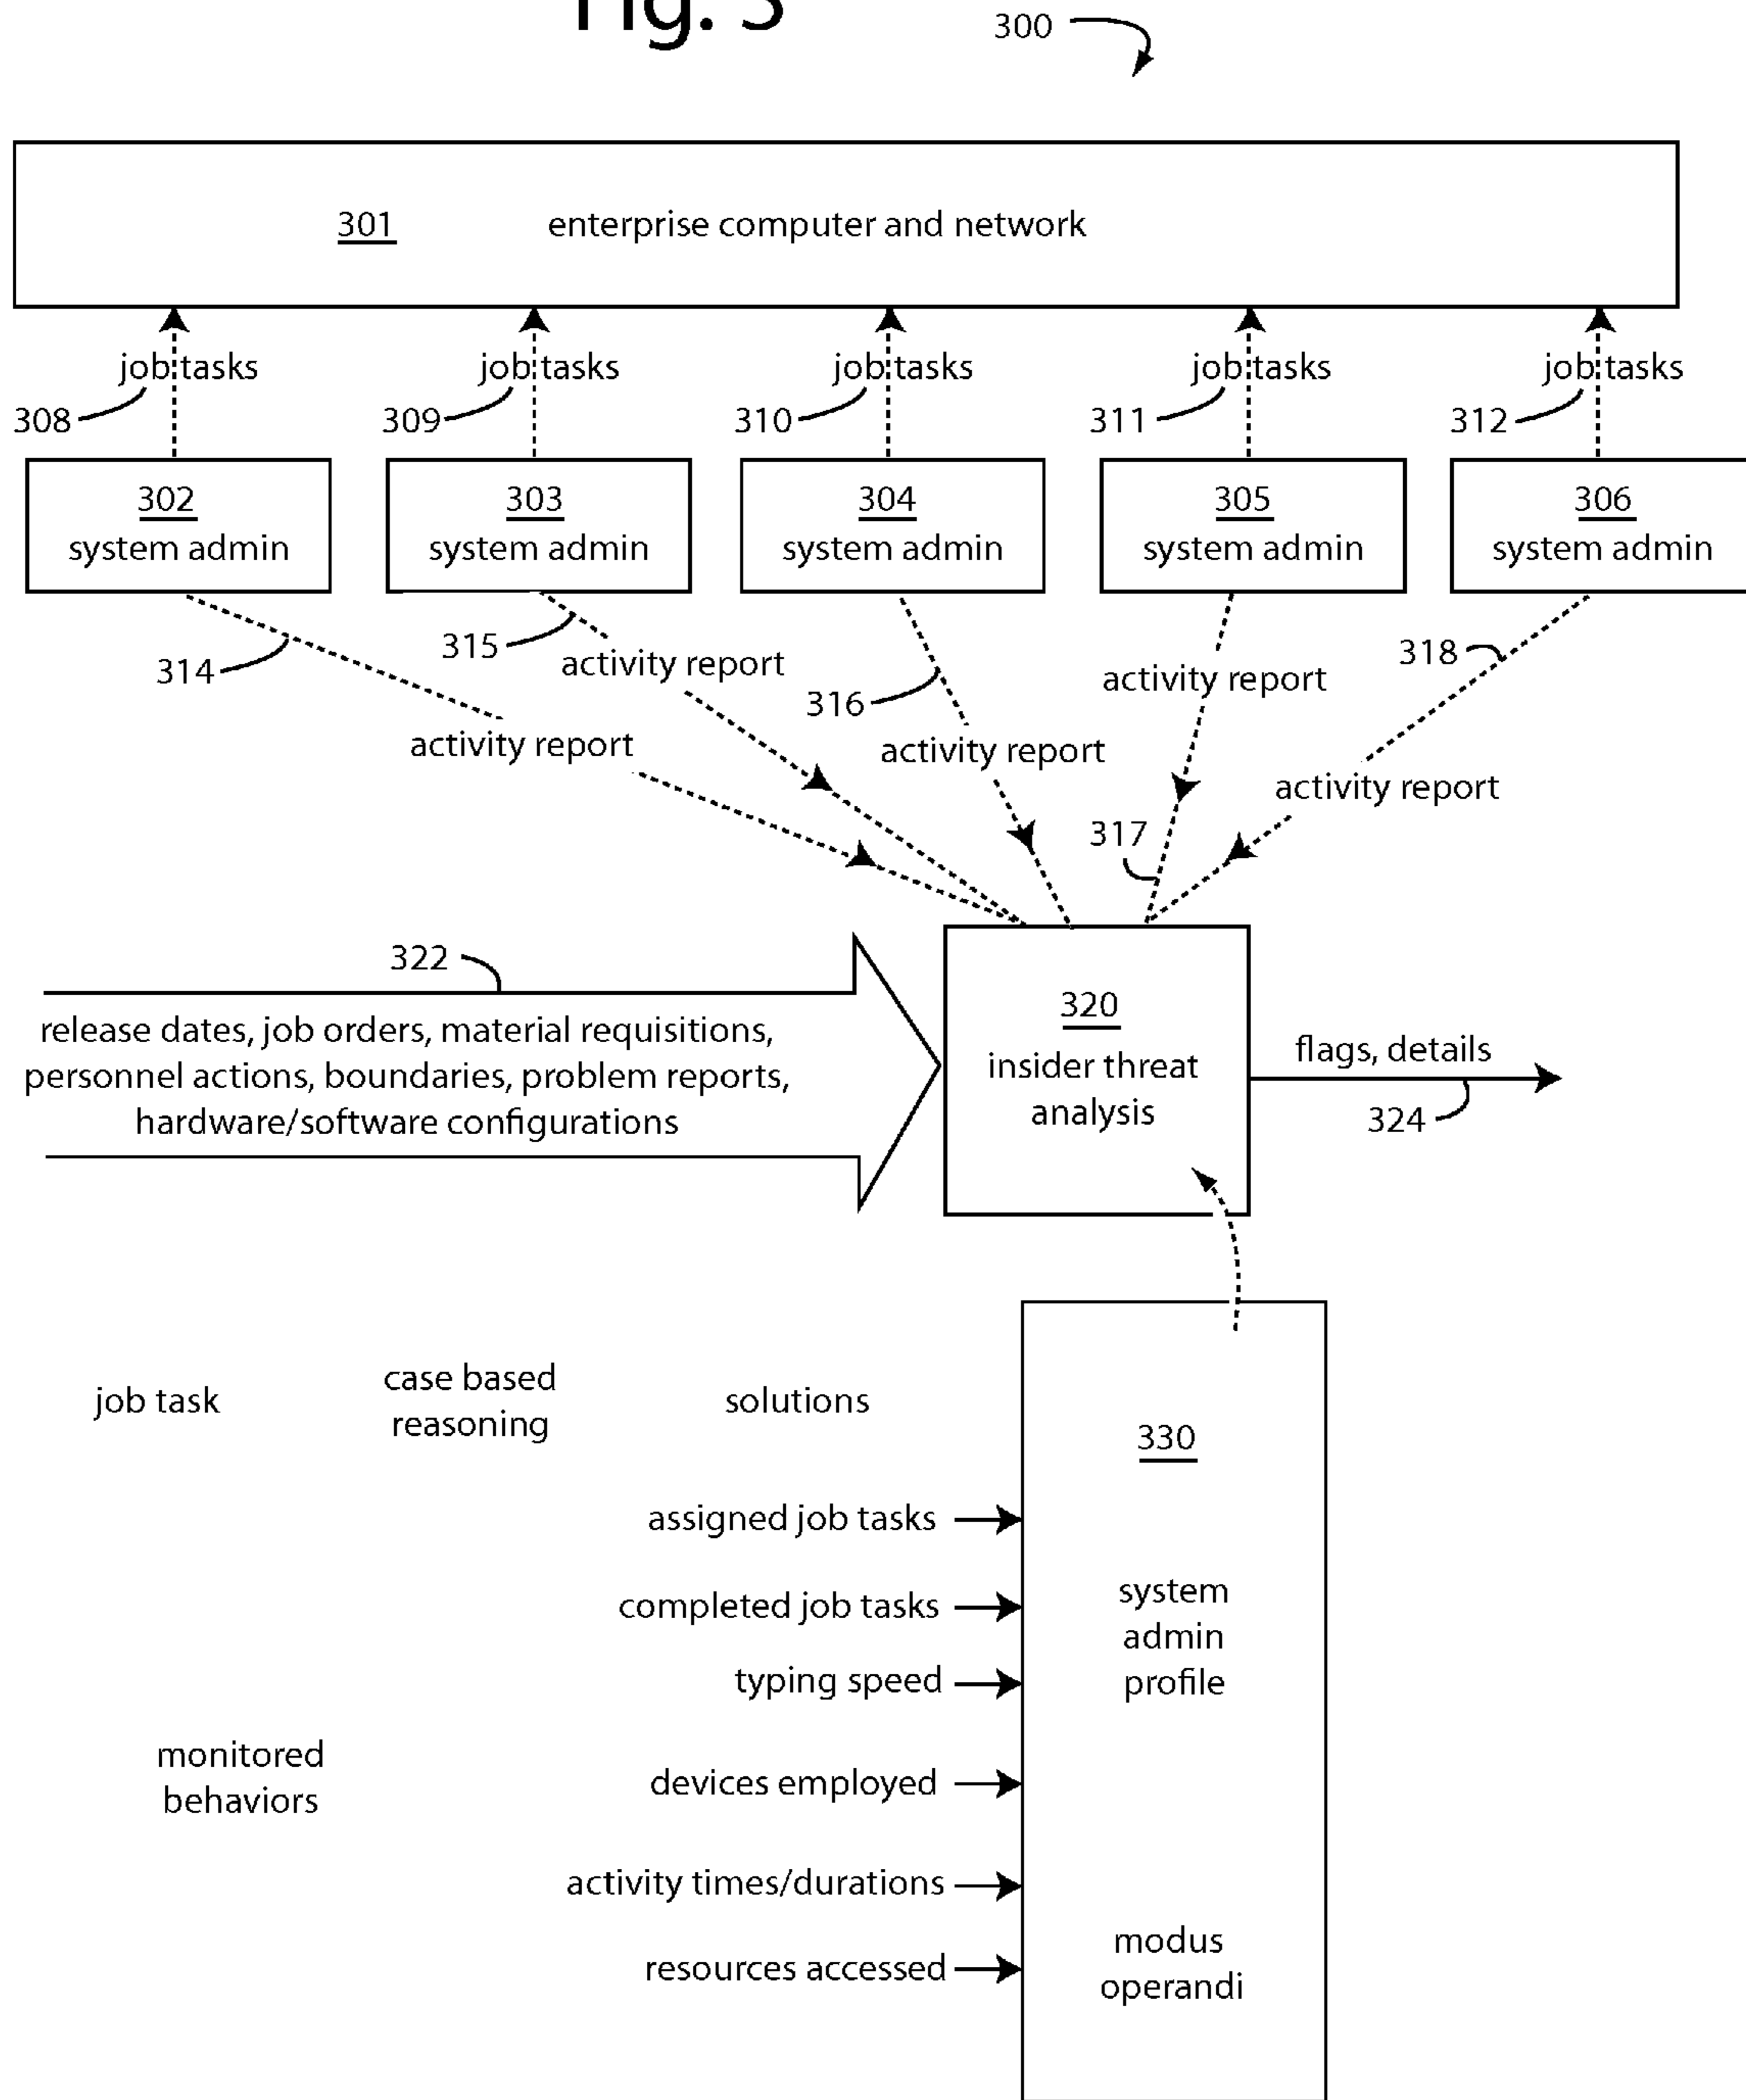 Fig. 3
300
301 enterprise computer and network
job tasks job tasks job tasks job tasks job tasks
308 309 310 311 312
302 303 304 305 306
system admin system admin system admin system admin system admin
314
315
activity report
316
activity report
318
activity report
activity report
317
activity report
322
release dates, job orders, material requisitions,
personnel actions, boundaries, problem reports,
hardware/software configurations
320
insider threat
analysis
flags, details
324
job task
case based
reasoning
solutions
330
assigned job tasks
completed job tasks
typing speed
devices employed
activity times/durations
resources accessed
monitored
behaviors
system
admin
profile
modus
operandi